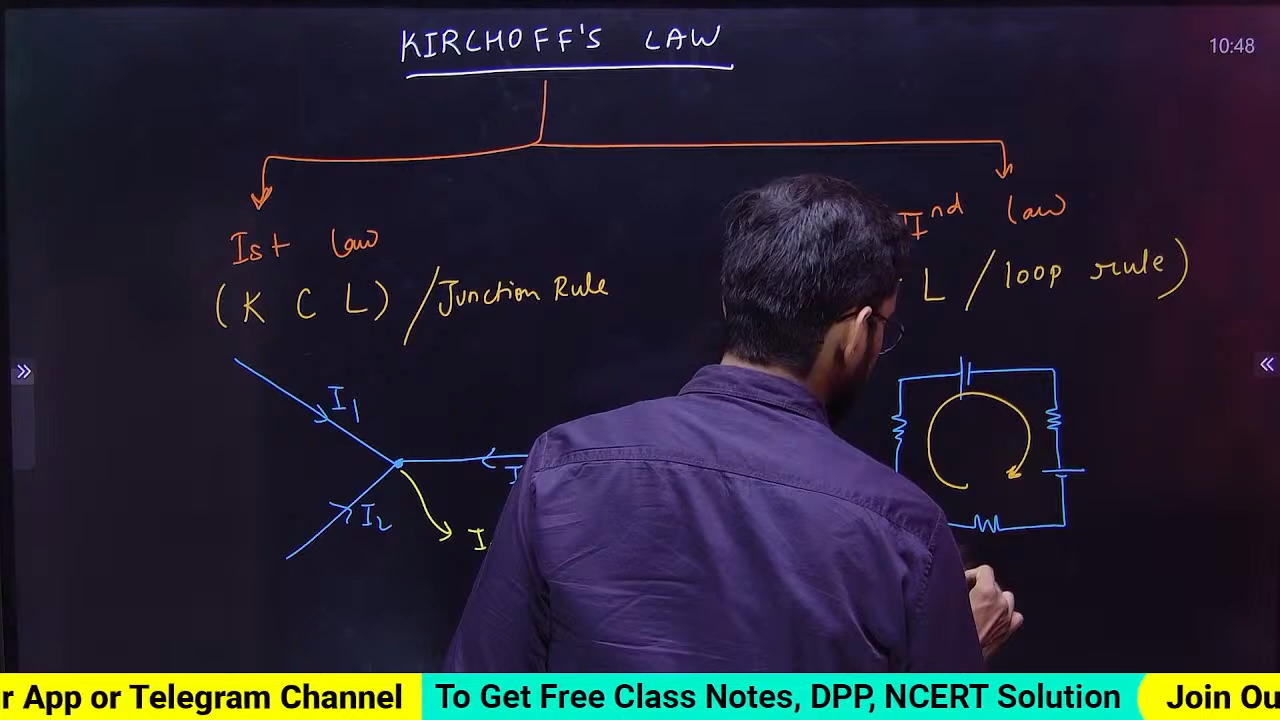 KIRCHOFF'S LAW
10:48
Ist law
IInd law
(K C L) / Junction Rule
L / loop rule)
I1
I2
I
I
r App or Telegram Channel
To Get Free Class Notes, DPP, NCERT Solution
Join Ou